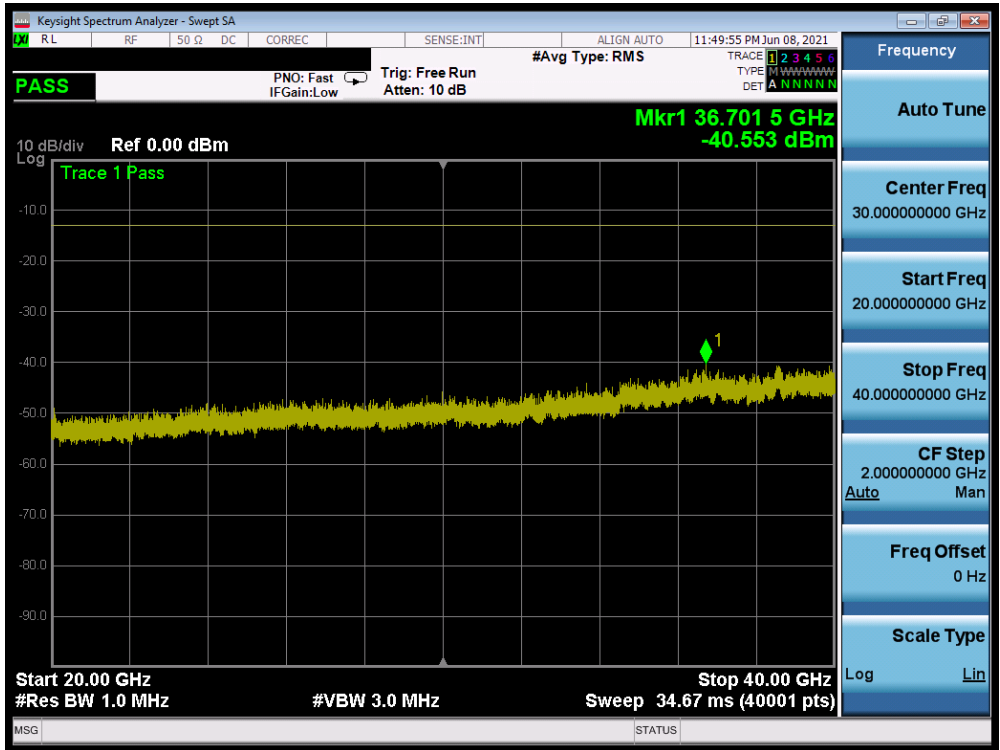 Keysight Spectrum Analyzer - Swept SA
LXI RL RF 50 Ω DC CORREC SENSE:INT ALIGN AUTO 11:49:55 PM Jun 08, 2021
#Avg Type: RMS TRACE 1 2 3 4 5 6
PASS PNO: Fast Trig: Free Run TYPE M WWWWW
IFGain:Low Atten: 10 dB DET A N N N N N
Mkr1 36.701 5 GHz
-40.553 dBm
10 dB/div Ref 0.00 dBm
Log
Trace 1 Pass
-10.0
-20.0
-30.0
1
-40.0
-50.0
-60.0
-70.0
-80.0
-90.0
Start 20.00 GHz Stop 40.00 GHz
#Res BW 1.0 MHz #VBW 3.0 MHz Sweep 34.67 ms (40001 pts)
MSG STATUS
Frequency
Auto Tune
Center Freq
30.000000000 GHz
Start Freq
20.000000000 GHz
Stop Freq
40.000000000 GHz
CF Step
2.000000000 GHz
Auto Man
Freq Offset
0 Hz
Scale Type
Log Lin